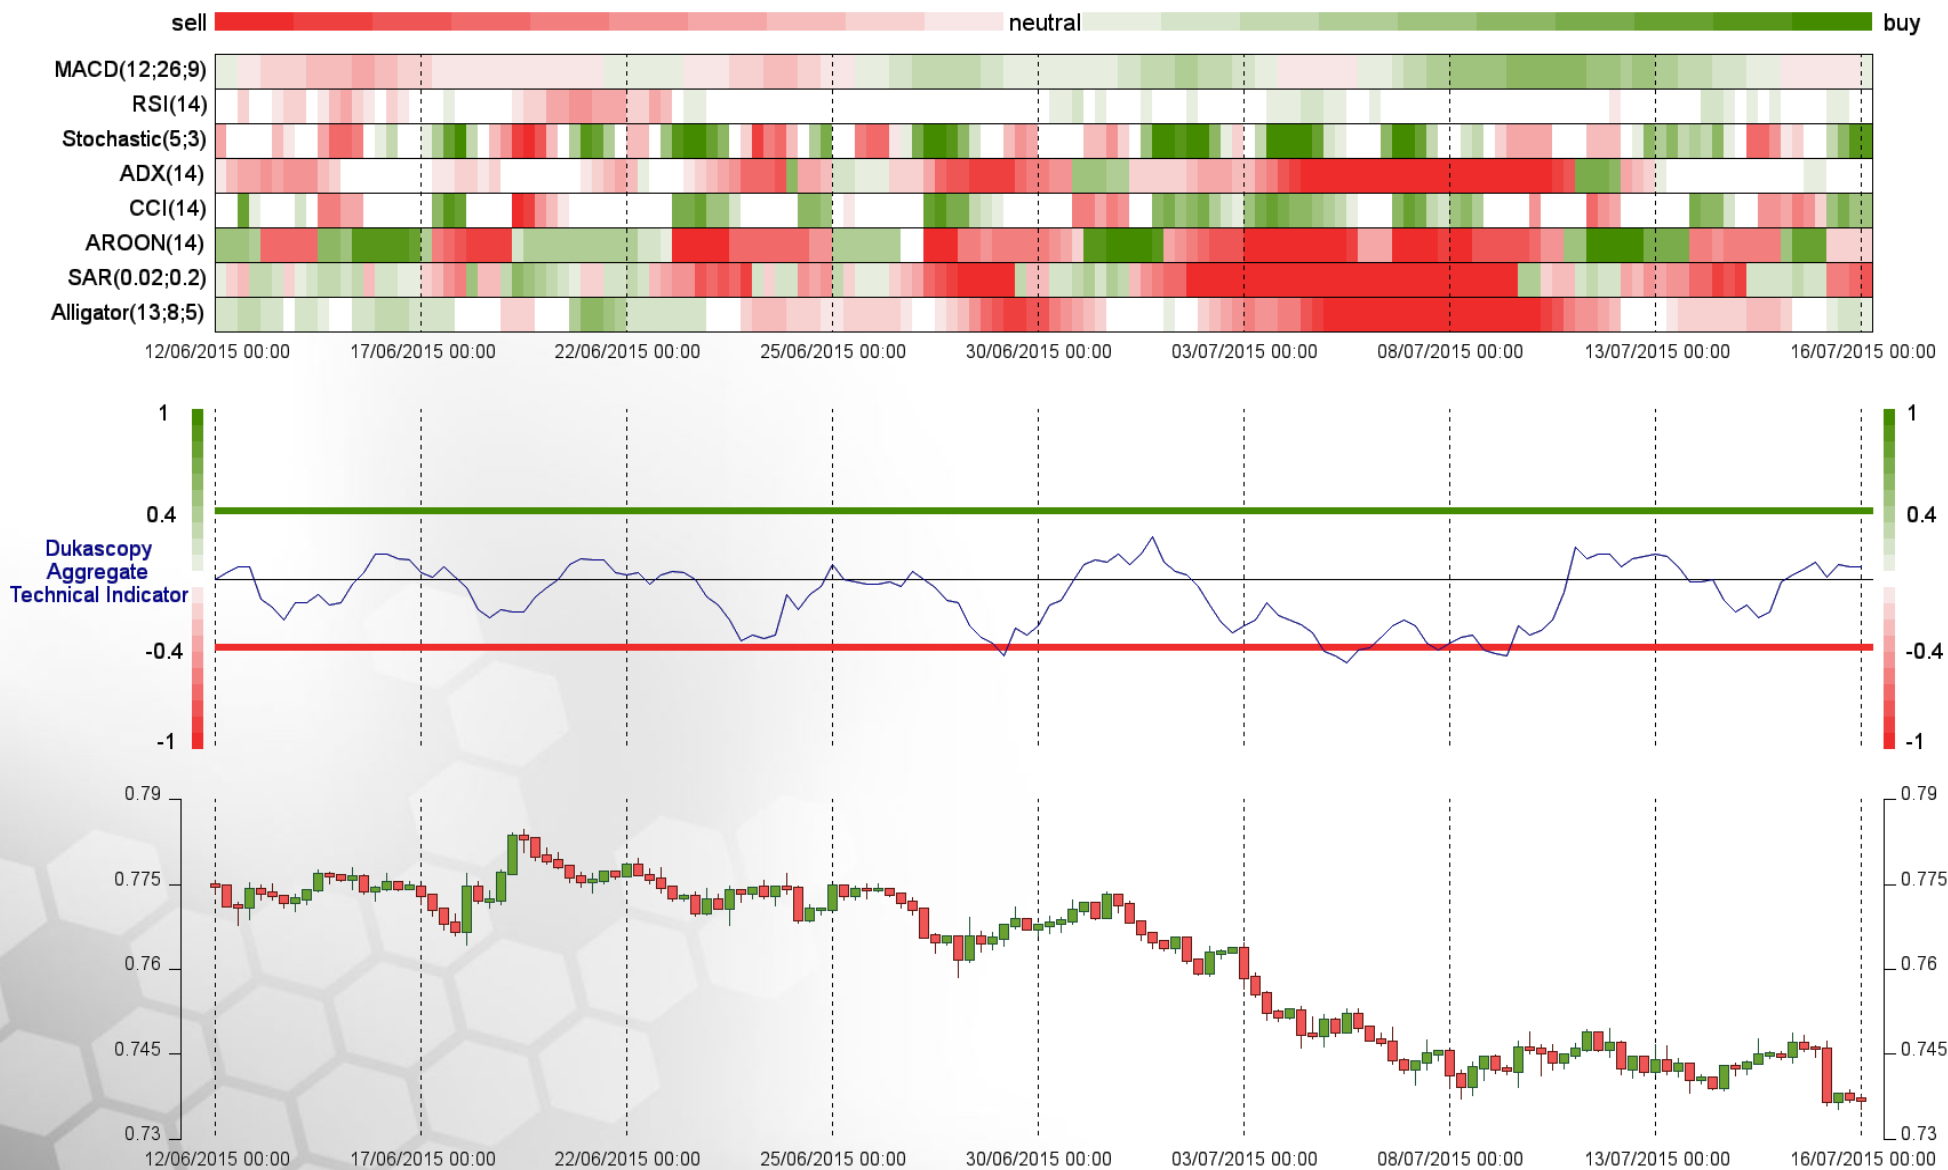 sell neutral buy
MACD(12;26;9)
RSI(14)
Stochastic(5;3)
ADX(14)
CCI(14)
AROON(14)
SAR(0.02;0.2)
Alligator(13;8;5)
12/06/2015 00:00 17/06/2015 00:00 22/06/2015 00:00 25/06/2015 00:00 30/06/2015 00:00 03/07/2015 00:00 08/07/2015 00:00 13/07/2015 00:00 16/07/2015 00:00
1 1
0.4 0.4
Dukascopy
Aggregate
Technical Indicator
-0.4 -0.4
-1 -1
0.79 0.79
0.775 0.775
0.76 0.76
0.745 0.745
0.73 0.73
12/06/2015 00:00 17/06/2015 00:00 22/06/2015 00:00 25/06/2015 00:00 30/06/2015 00:00 03/07/2015 00:00 08/07/2015 00:00 13/07/2015 00:00 16/07/2015 00:00